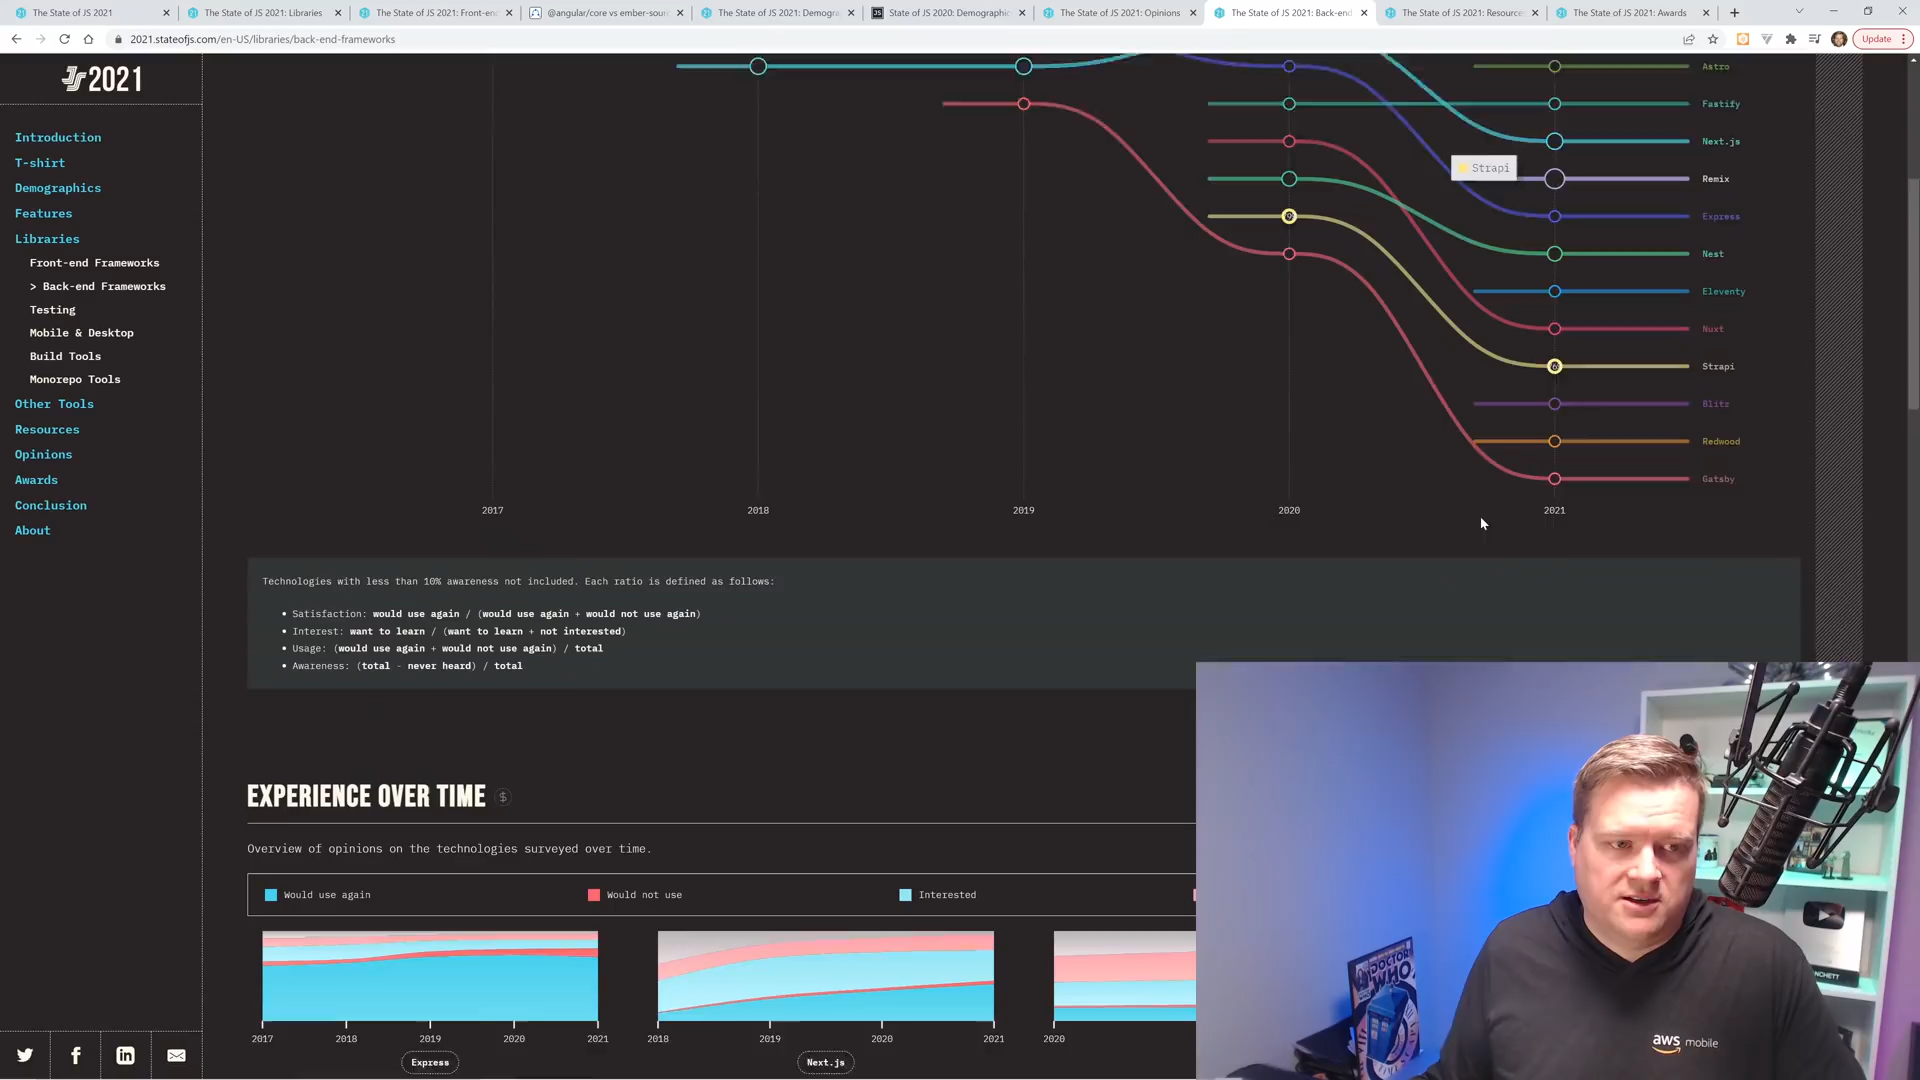 The State of JS 2021
The State of JS 2021: Libraries
The State of JS 2021: Front-end
@angular/core vs ember-sour
The State of JS 2021: Demogra
State of JS 2020: Demographic
The State of JS 2021: Opinions
The State of JS 2021: Back-end
The State of JS 2021: Resources
The State of JS 2021: Awards
2021.stateofjs.com/en-US/libraries/back-end-frameworks
Update
JS2021
Introduction
T-shirt
Demographics
Features
Libraries
Front-end Frameworks
> Back-end Frameworks
Testing
Mobile & Desktop
Build Tools
Monorepo Tools
Other Tools
Resources
Opinions
Awards
Conclusion
About
Astro
Fastify
Next.js
Strapi
Remix
Express
Nest
Eleventy
Nuxt
Strapi
Blitz
Redwood
Gatsby
2017
2018
2019
2020
2021
Technologies with less than 10% awareness not included. Each ratio is defined as follows:
• Satisfaction: would use again / (would use again + would not use again)
• Interest: want to learn / (want to learn + not interested)
• Usage: (would use again + would not use again) / total
• Awareness: (total - never heard) / total
EXPERIENCE OVER TIME $
Overview of opinions on the technologies surveyed over time.
Would use again
Would not use
Interested
2017 2018 2019 2020 2021
Express
2018 2019 2020 2021
Next.js
2020
DOCTOR
WHO
aws mobile